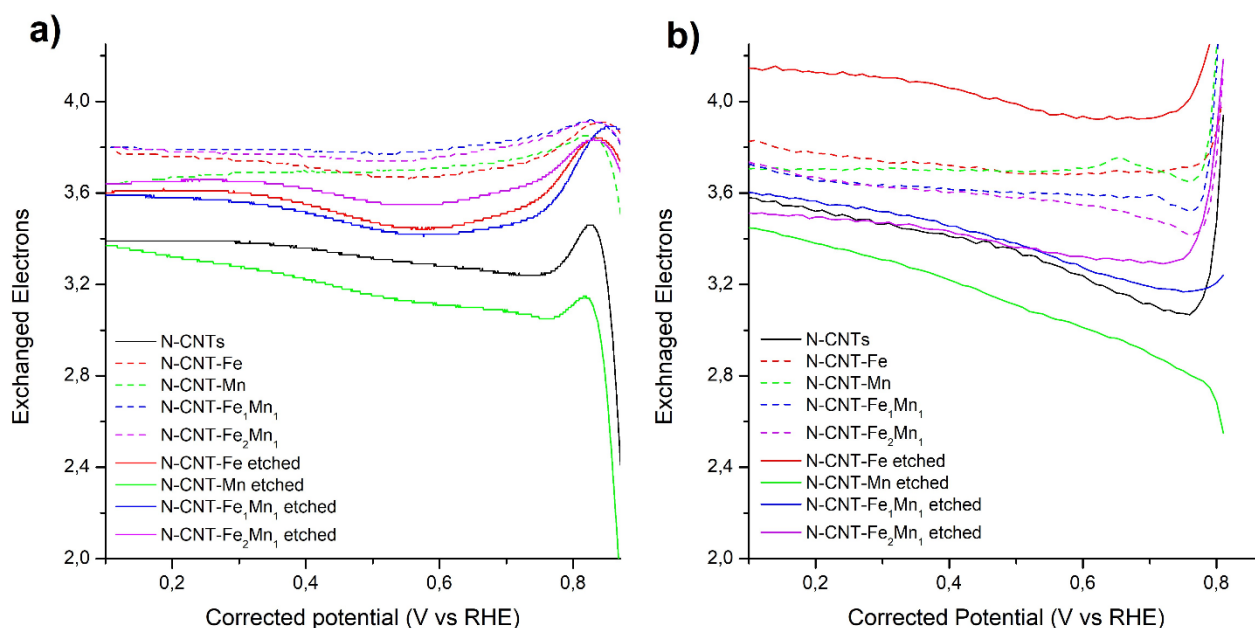 a)
Exchanged Electrons
4,0
3,6
3,2
2,8
2,4
2,0
N-CNTs
N-CNT-Fe
N-CNT-Mn
N-CNT-Fe₁Mn₁
N-CNT-Fe₂Mn₁
N-CNT-Fe etched
N-CNT-Mn etched
N-CNT-Fe₁Mn₁ etched
N-CNT-Fe₂Mn₁ etched
0,2 0,4 0,6 0,8
Corrected potential (V vs RHE)
b)
Exchnaged Electrons
4,0
3,6
3,2
2,8
2,4
2,0
N-CNTs
N-CNT-Fe
N-CNT-Mn
N-CNT-Fe₁Mn₁
N-CNT-Fe₂Mn₁
N-CNT-Fe etched
N-CNT-Mn etched
N-CNT-Fe₁Mn₁ etched
N-CNT-Fe₂Mn₁ etched
0,2 0,4 0,6 0,8
Corrected Potential (V vs RHE)